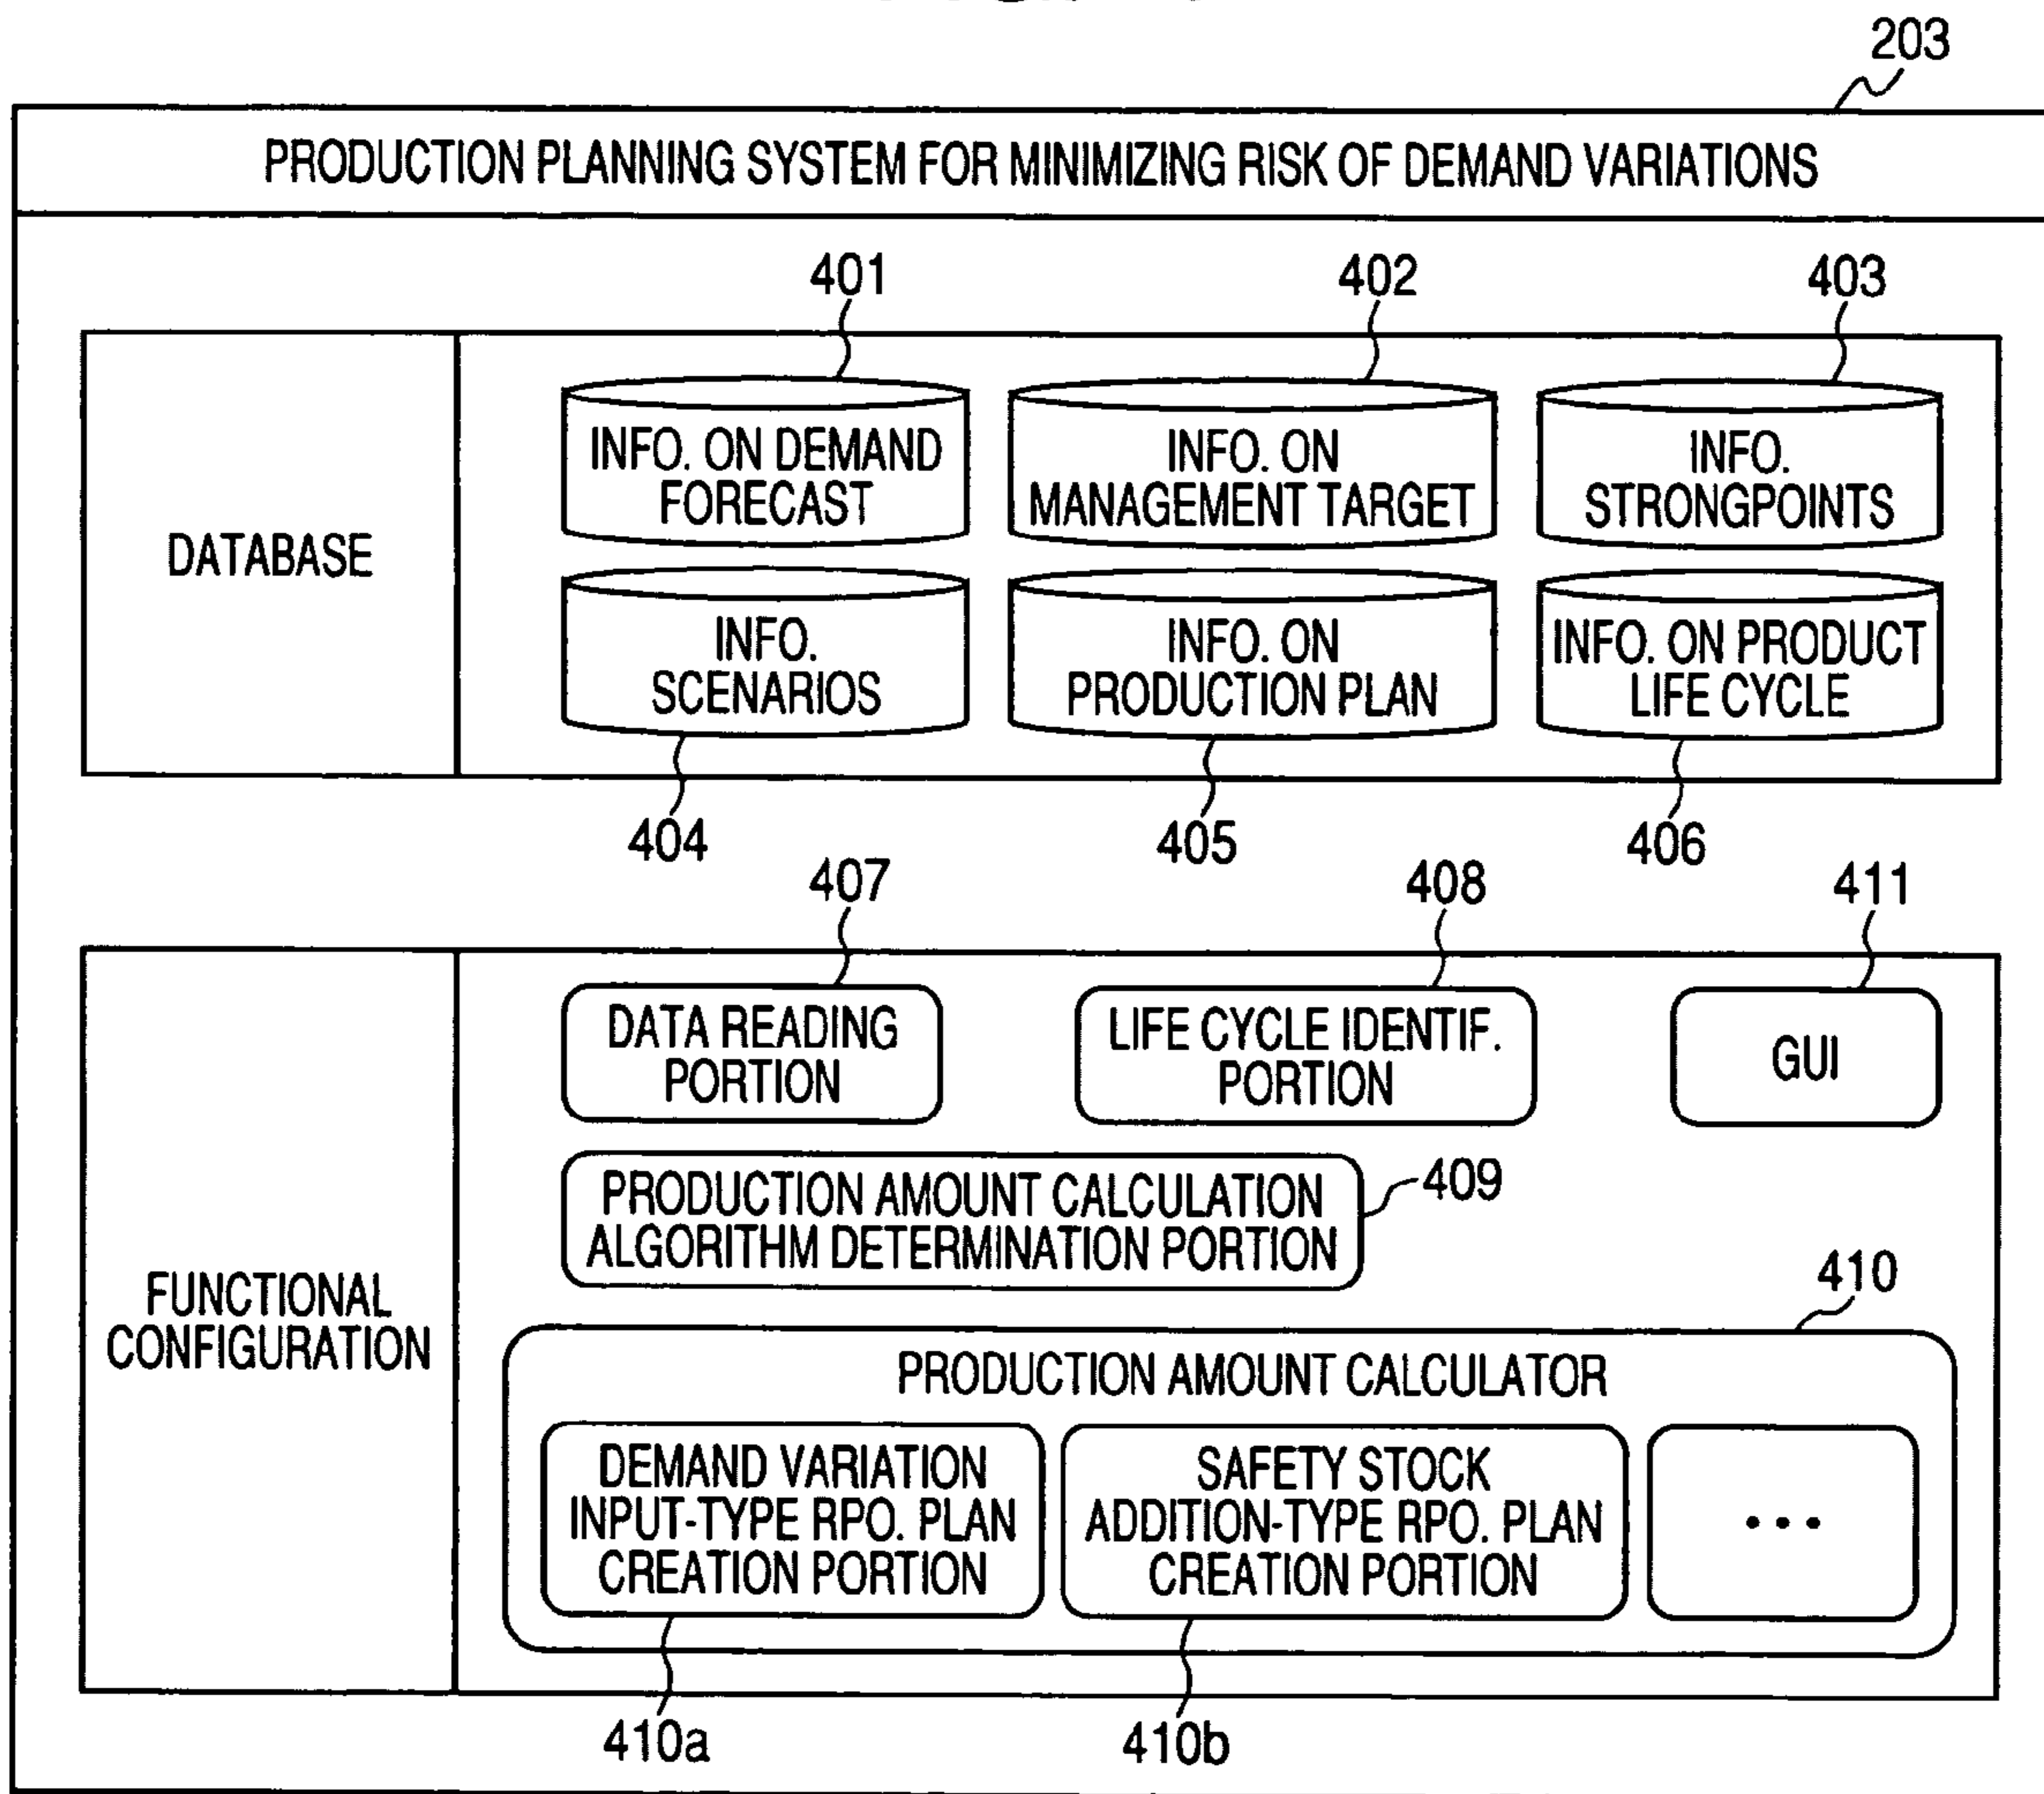 203
PRODUCTION PLANNING SYSTEM FOR MINIMIZING RISK OF DEMAND VARIATIONS
401
402
403
DATABASE
INFO. ON DEMAND
FORECAST
INFO. ON
MANAGEMENT TARGET
INFO.
STRONGPOINTS
INFO.
SCENARIOS
INFO. ON
PRODUCTION PLAN
INFO. ON PRODUCT
LIFE CYCLE
404
405
406
407
408
411
FUNCTIONAL
CONFIGURATION
DATA READING
PORTION
LIFE CYCLE IDENTIF.
PORTION
GUI
PRODUCTION AMOUNT CALCULATION
ALGORITHM DETERMINATION PORTION
409
410
PRODUCTION AMOUNT CALCULATOR
DEMAND VARIATION
INPUT-TYPE RPO. PLAN
CREATION PORTION
SAFETY STOCK
ADDITION-TYPE RPO. PLAN
CREATION PORTION
...
410a
410b